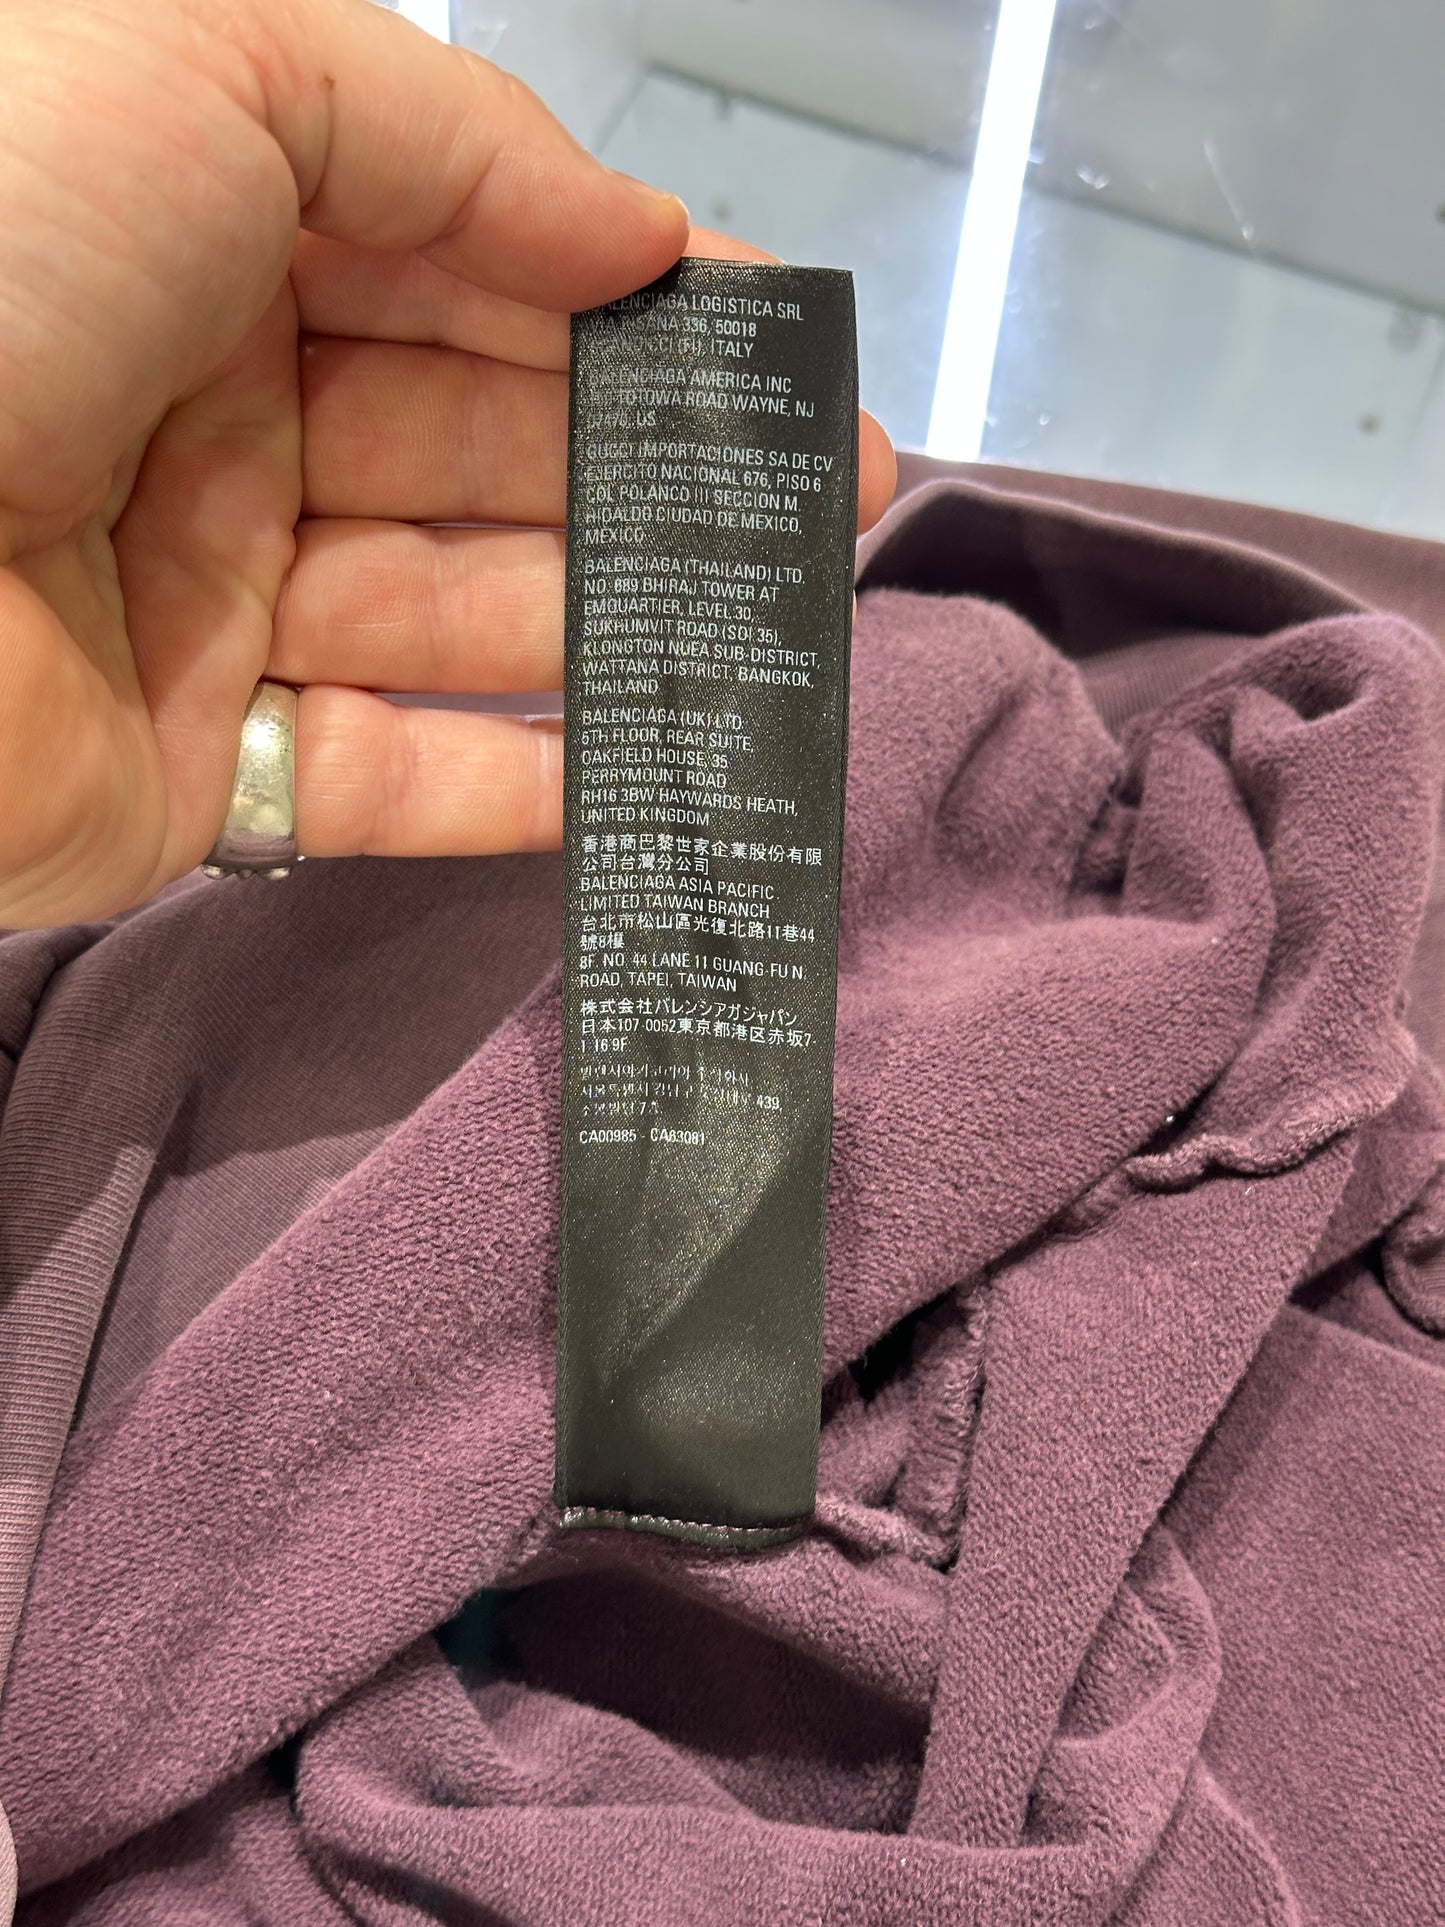 BALENCIAGA LOGISTICA SRL
336, 50018
ITALY
BALENCIAGA AMERICA INC
TOTOWA ROAD WAYNE, NJ
US
GUCCI IMPORTACIONES SA DE CV
EJERCITO NACIONAL 676, PISO 6
COL POLANCO III SECCION M.
HIDALDO CIUDAD DE MEXICO,
MEXICO
BALENCIAGA (THAILAND) LTD.
NO. 689 BHIRAJ TOWER AT
EMQUARTIER, LEVEL 30,
SUKHUMVIT ROAD (SOI 35),
KLONGTON NUEA SUB-DISTRICT,
WATTANA DISTRICT, BANGKOK,
THAILAND
BALENCIAGA (UK) LTD.
5TH FLOOR, REAR SUITE,
OAKFIELD HOUSE, 35
PERRYMOUNT ROAD
RH16 3BW HAYWARDS HEATH,
UNITED KINGDOM
香港商巴黎世家企業股份有限
公司台灣分公司
BALENCIAGA ASIA PACIFIC
LIMITED TAIWAN BRANCH
台北市松山區光復北路11巷44
號8樓
8F. NO. 44 LANE 11 GUANG-FU N.
ROAD, TAPEI, TAIWAN
株式会社バレンシアガジャパン
日本107-0052東京都港区赤坂7-
1-16 9F
439,
CA00985 - CA63081